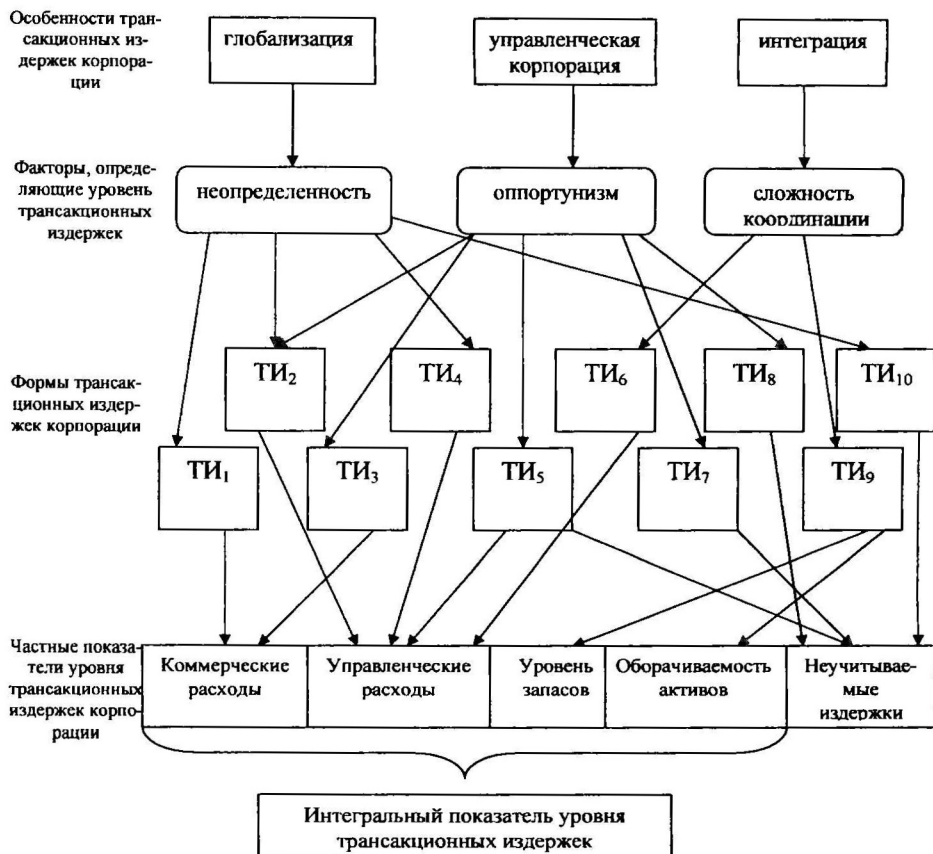 Особенности тран-
сакционных из-
держек корпора-
ции
глобализация
управленческая
корпорация
интеграция
Факторы, опреде-
ляющие уровень
трансакционных
издержек
неопределенность
оппортунизм
сложность
координации
Формы трансак-
ционных издер-
жек корпорации
ТИ₂
ТИ₄
ТИ₆
ТИ₈
ТИ₁₀
ТИ₁
ТИ₃
ТИ₅
ТИ₇
ТИ₉
Частные показа-
тели уровня
трансакционных
издержек корпо-
рации
Коммерческие
расходы
Управленческие
расходы
Уровень
запасов
Оборачиваемость
активов
Неучитывае-
мые
издержки
Интегральный показатель уровня
трансакционных издержек